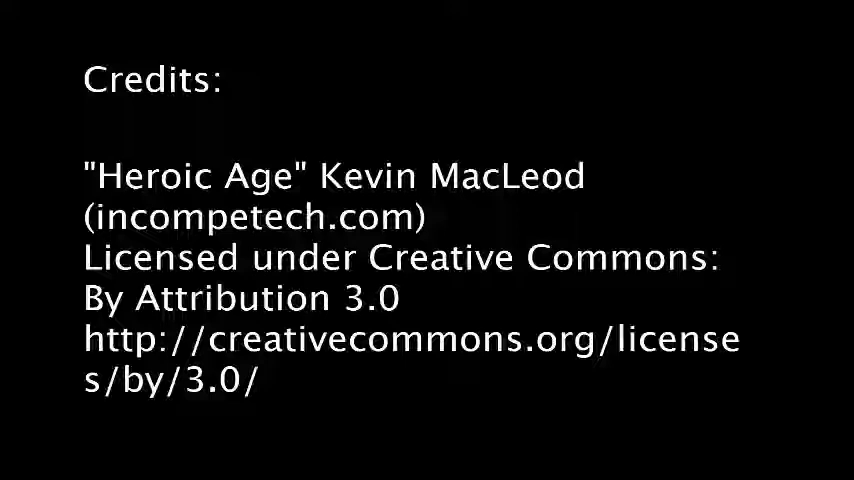 Credits:
"Heroic Age" Kevin MacLeod
(incompetech.com)
Licensed under Creative Commons:
By Attribution 3.0
http://creativecommons.org/license
s/by/3.0/